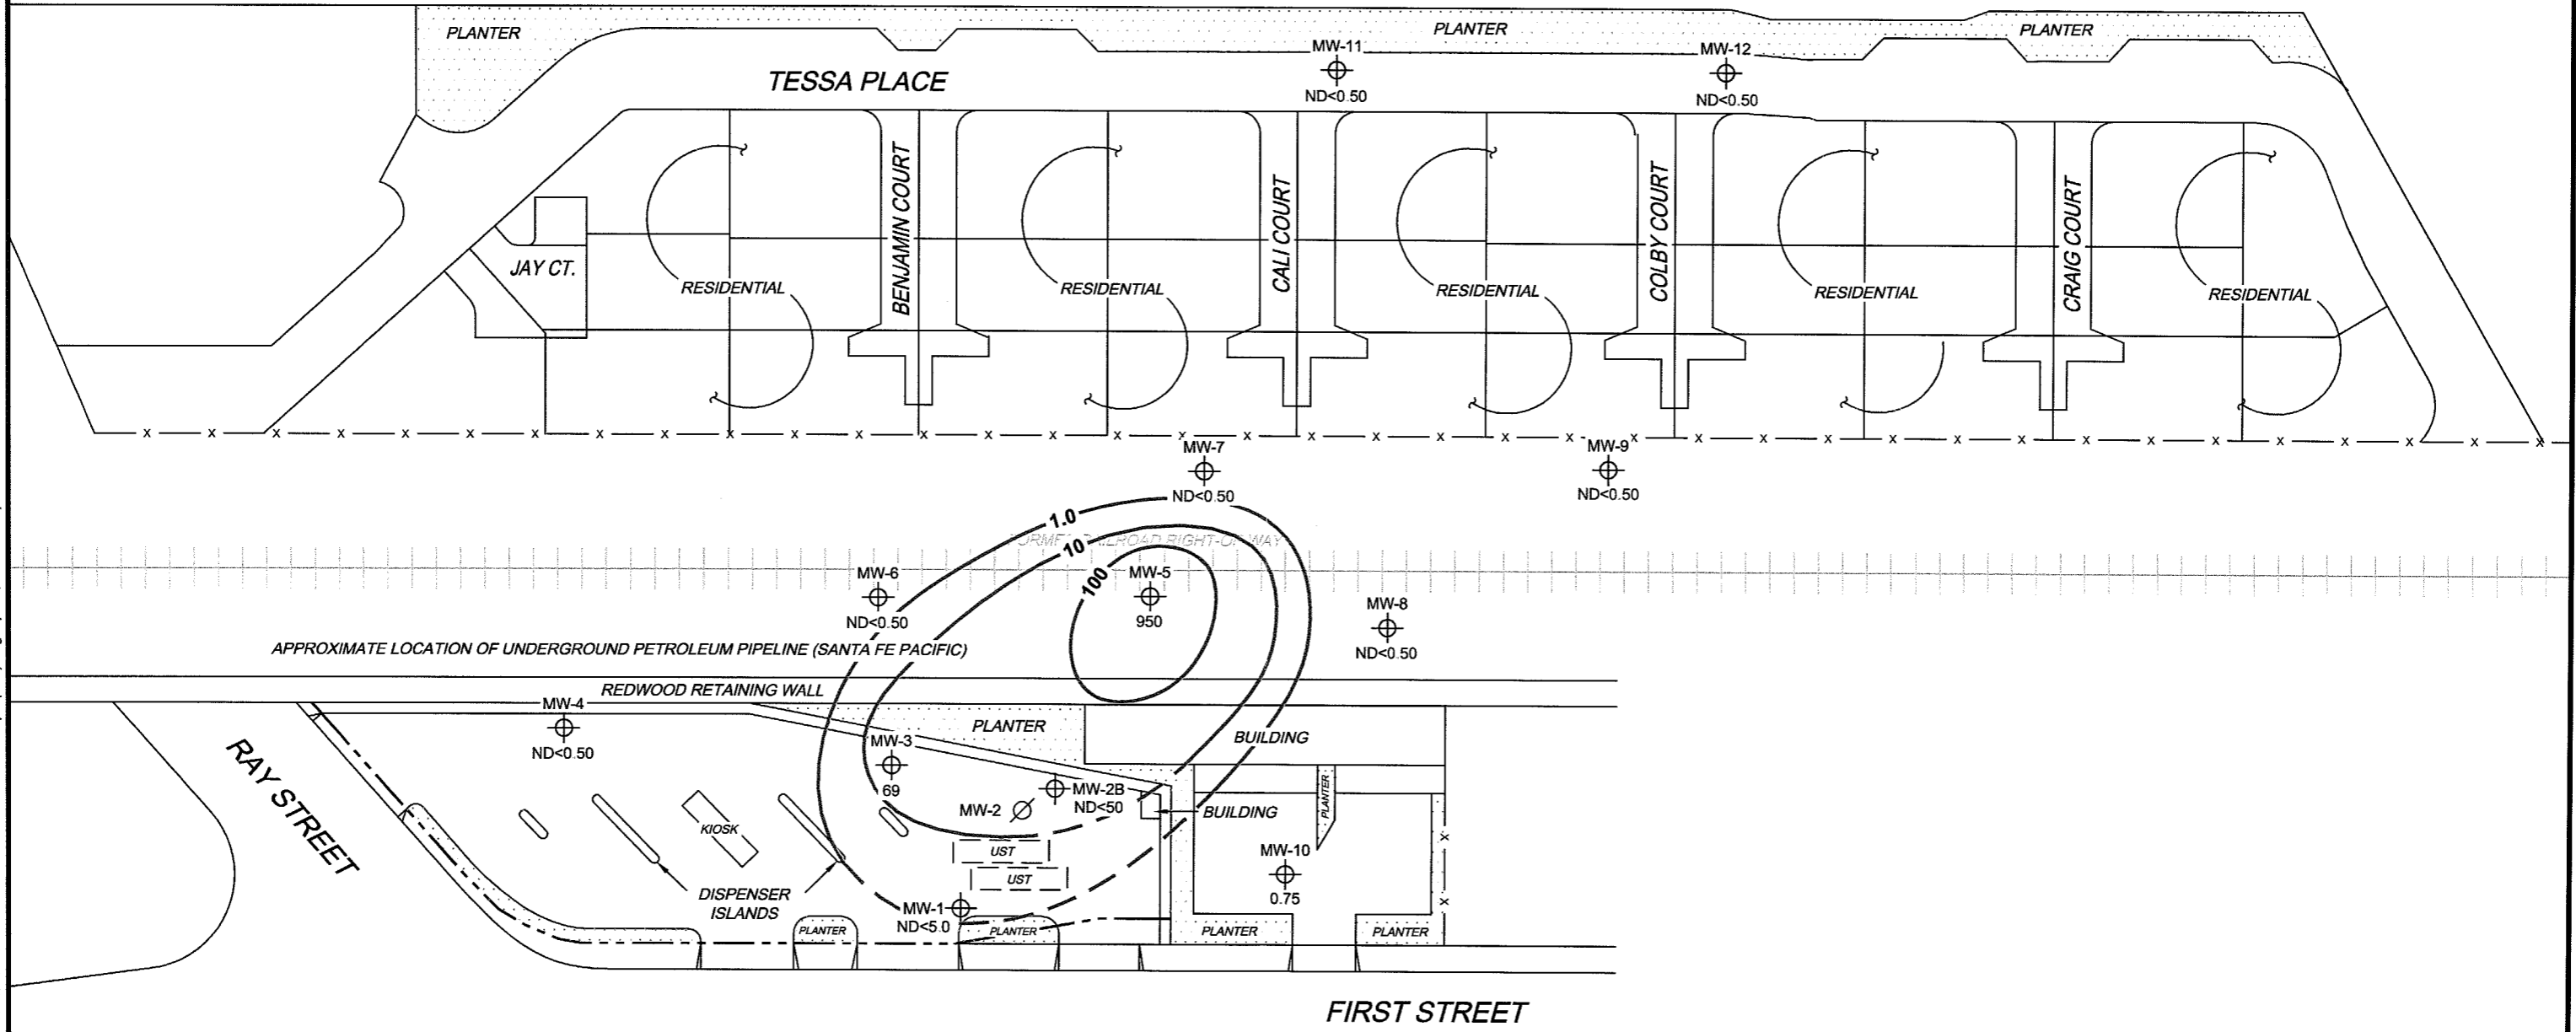 PLANTER
PLANTER
PLANTER
MW-11
ND<0.50
MW-12
ND<0.50
TESSA PLACE
BENJAMIN COURT
CALI COURT
COLBY COURT
CRAIG COURT
JAY CT.
RESIDENTIAL
RESIDENTIAL
RESIDENTIAL
RESIDENTIAL
RESIDENTIAL
MW-7
ND<0.50
MW-9
ND<0.50
1.0
10
100
RAILROAD RIGHT-OF-WAY
MW-6
ND<0.50
MW-5
950
MW-8
ND<0.50
APPROXIMATE LOCATION OF UNDERGROUND PETROLEUM PIPELINE (SANTA FE PACIFIC)
REDWOOD RETAINING WALL
MW-4
ND<0.50
PLANTER
BUILDING
MW-3
69
MW-2B
ND<50
MW-2
BUILDING
PLANTER
RAY STREET
KIOSK
UST
UST
MW-10
0.75
DISPENSER
ISLANDS
MW-1
ND<5.0
PLANTER
PLANTER
PLANTER
PLANTER
FIRST STREET